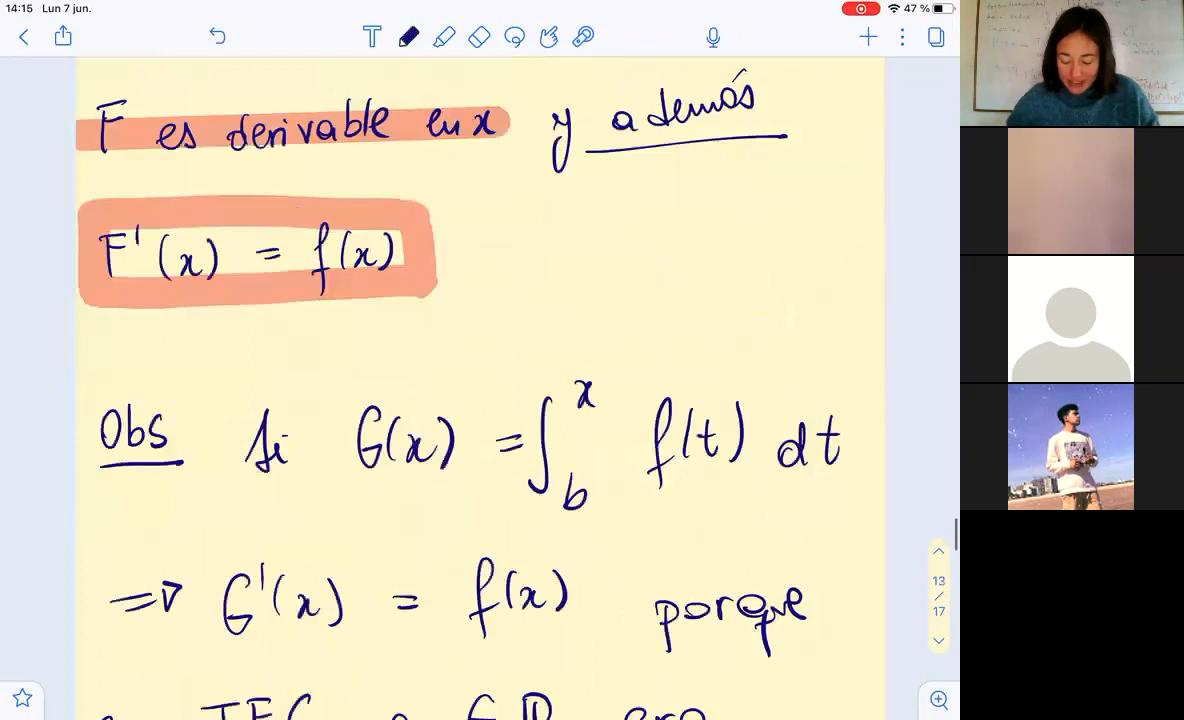 14:15 Lun 7 jun. 47 %
F es derivable en x y además
F'(x) = f(x)
Obs Si G(x) = ∫_b^x f(t) dt
=> G'(x) = f(x) porque
13
/
17